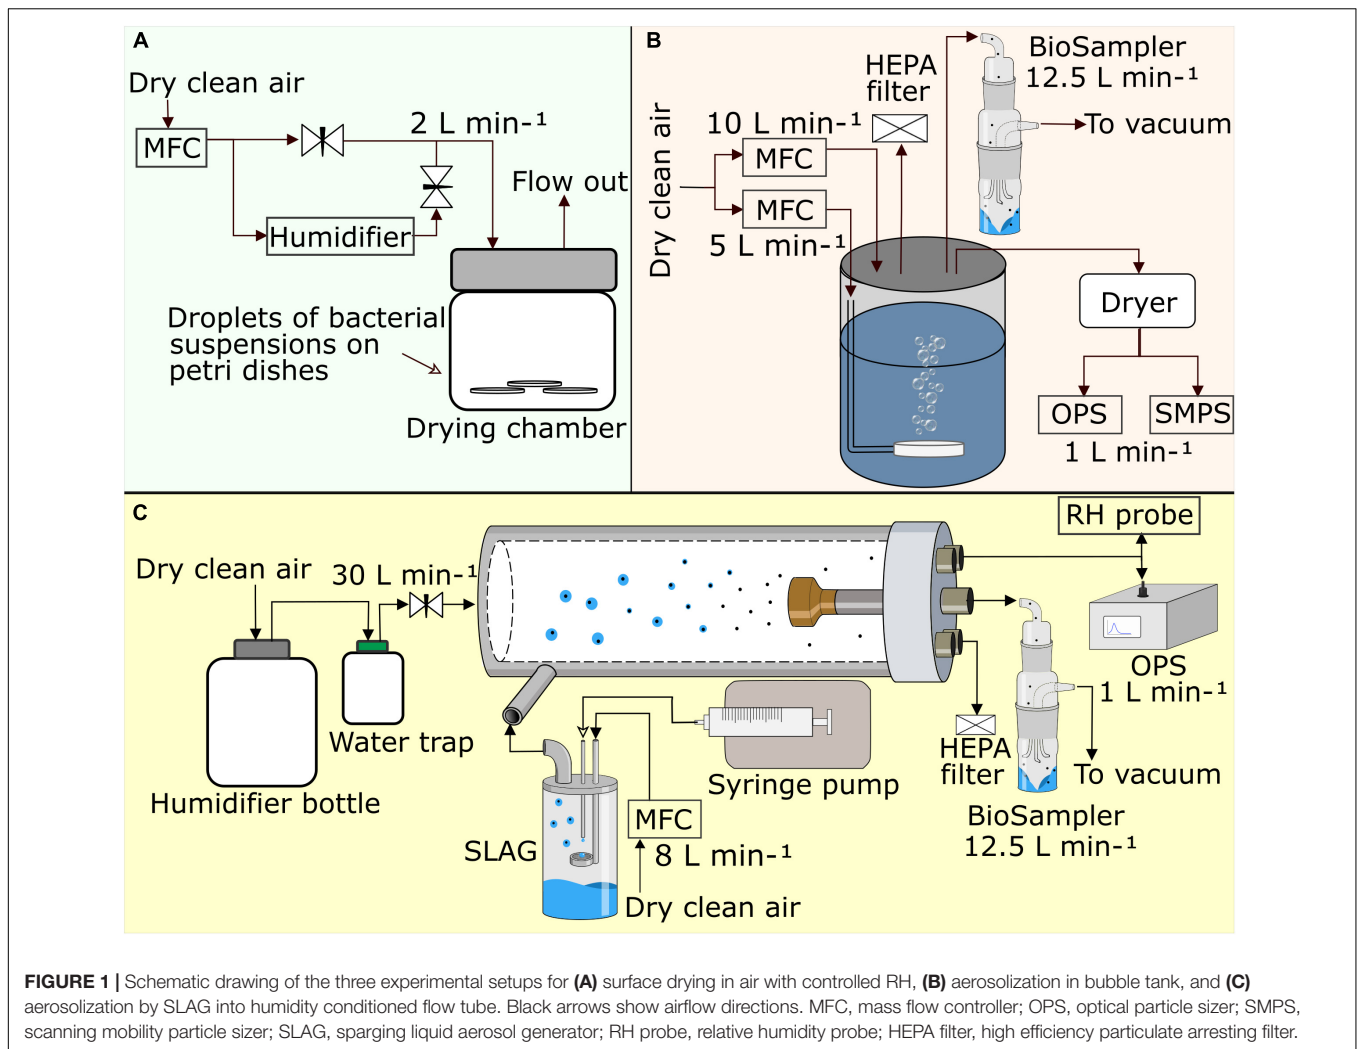 A
Dry clean air
MFC
2 L min-¹
Humidifier
Flow out
Droplets of bacterial
suspensions on
petri dishes
Drying chamber
B
Dry clean air
10 L min-¹
MFC
MFC
5 L min-¹
HEPA
filter
BioSampler
12.5 L min-¹
To vacuum
Dryer
OPS
SMPS
1 L min-¹
C
Dry clean air
30 L min-¹
Water trap
Humidifier bottle
SLAG
MFC
8 L min-¹
Dry clean air
Syringe pump
RH probe
OPS
1 L min-¹
HEPA
filter
To vacuum
BioSampler
12.5 L min-¹
FIGURE 1 | Schematic drawing of the three experimental setups for (A) surface drying in air with controlled RH, (B) aerosolization in bubble tank, and (C)
aerosolization by SLAG into humidity conditioned flow tube. Black arrows show airflow directions. MFC, mass flow controller; OPS, optical particle sizer; SMPS,
scanning mobility particle sizer; SLAG, sparging liquid aerosol generator; RH probe, relative humidity probe; HEPA filter, high efficiency particulate arresting filter.